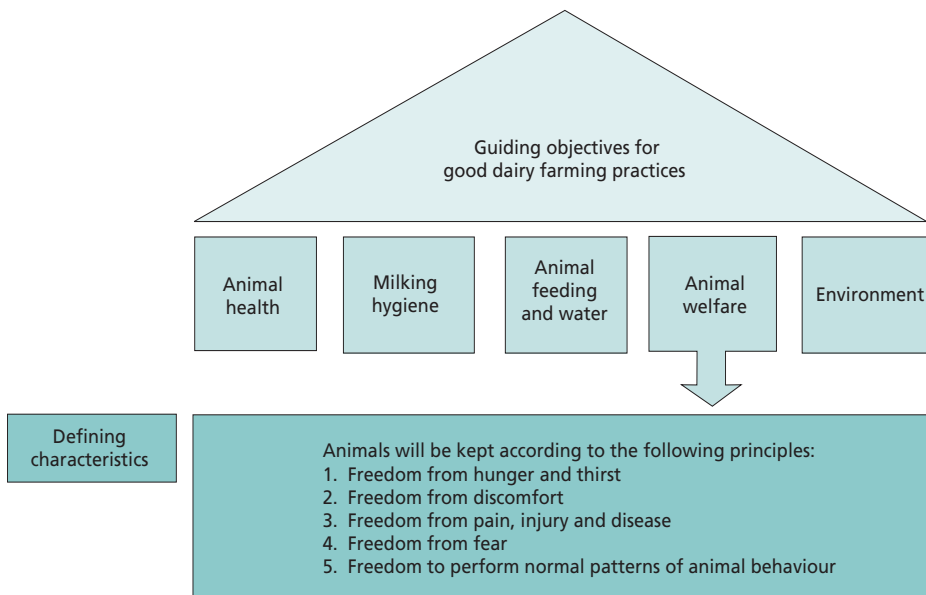 Guiding objectives for
good dairy farming practices
Animal
health
Milking
hygiene
Animal
feeding
and water
Animal
welfare
Environment
Defining
characteristics
Animals will be kept according to the following principles:
1. Freedom from hunger and thirst
2. Freedom from discomfort
3. Freedom from pain, injury and disease
4. Freedom from fear
5. Freedom to perform normal patterns of animal behaviour